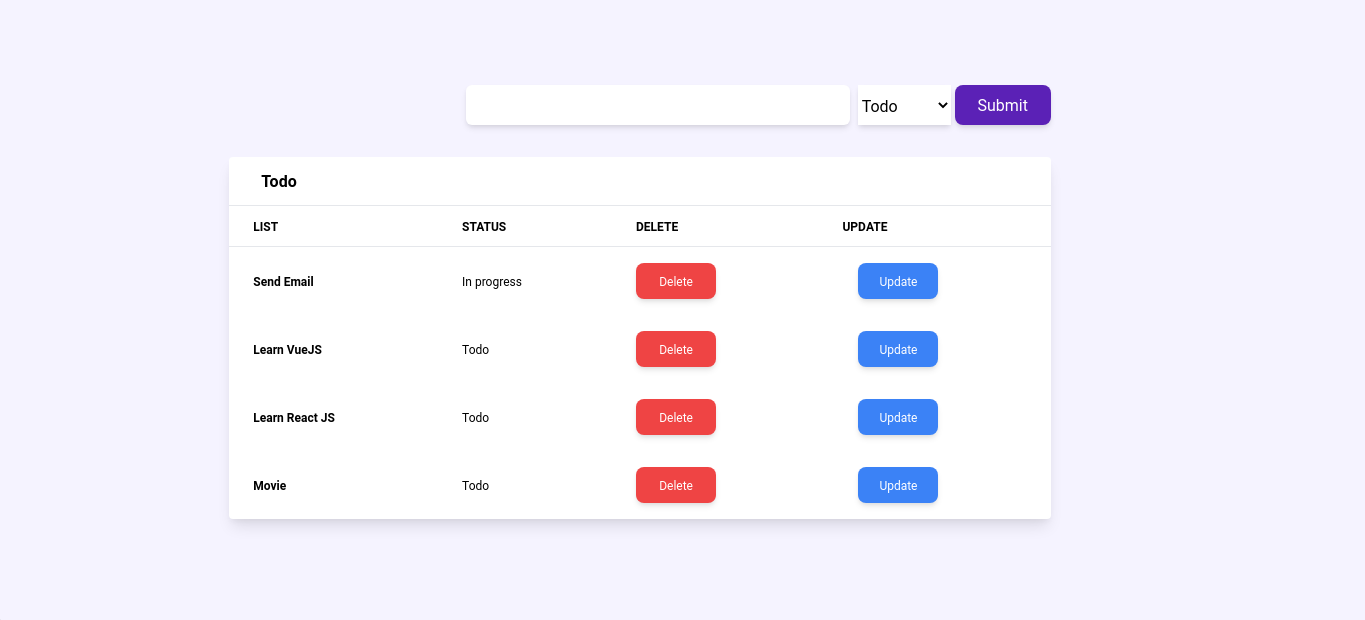 Todo Submit
Todo
LIST STATUS DELETE UPDATE
Send Email In progress Delete Update
Learn VueJS Todo Delete Update
Learn React JS Todo Delete Update
Movie Todo Delete Update